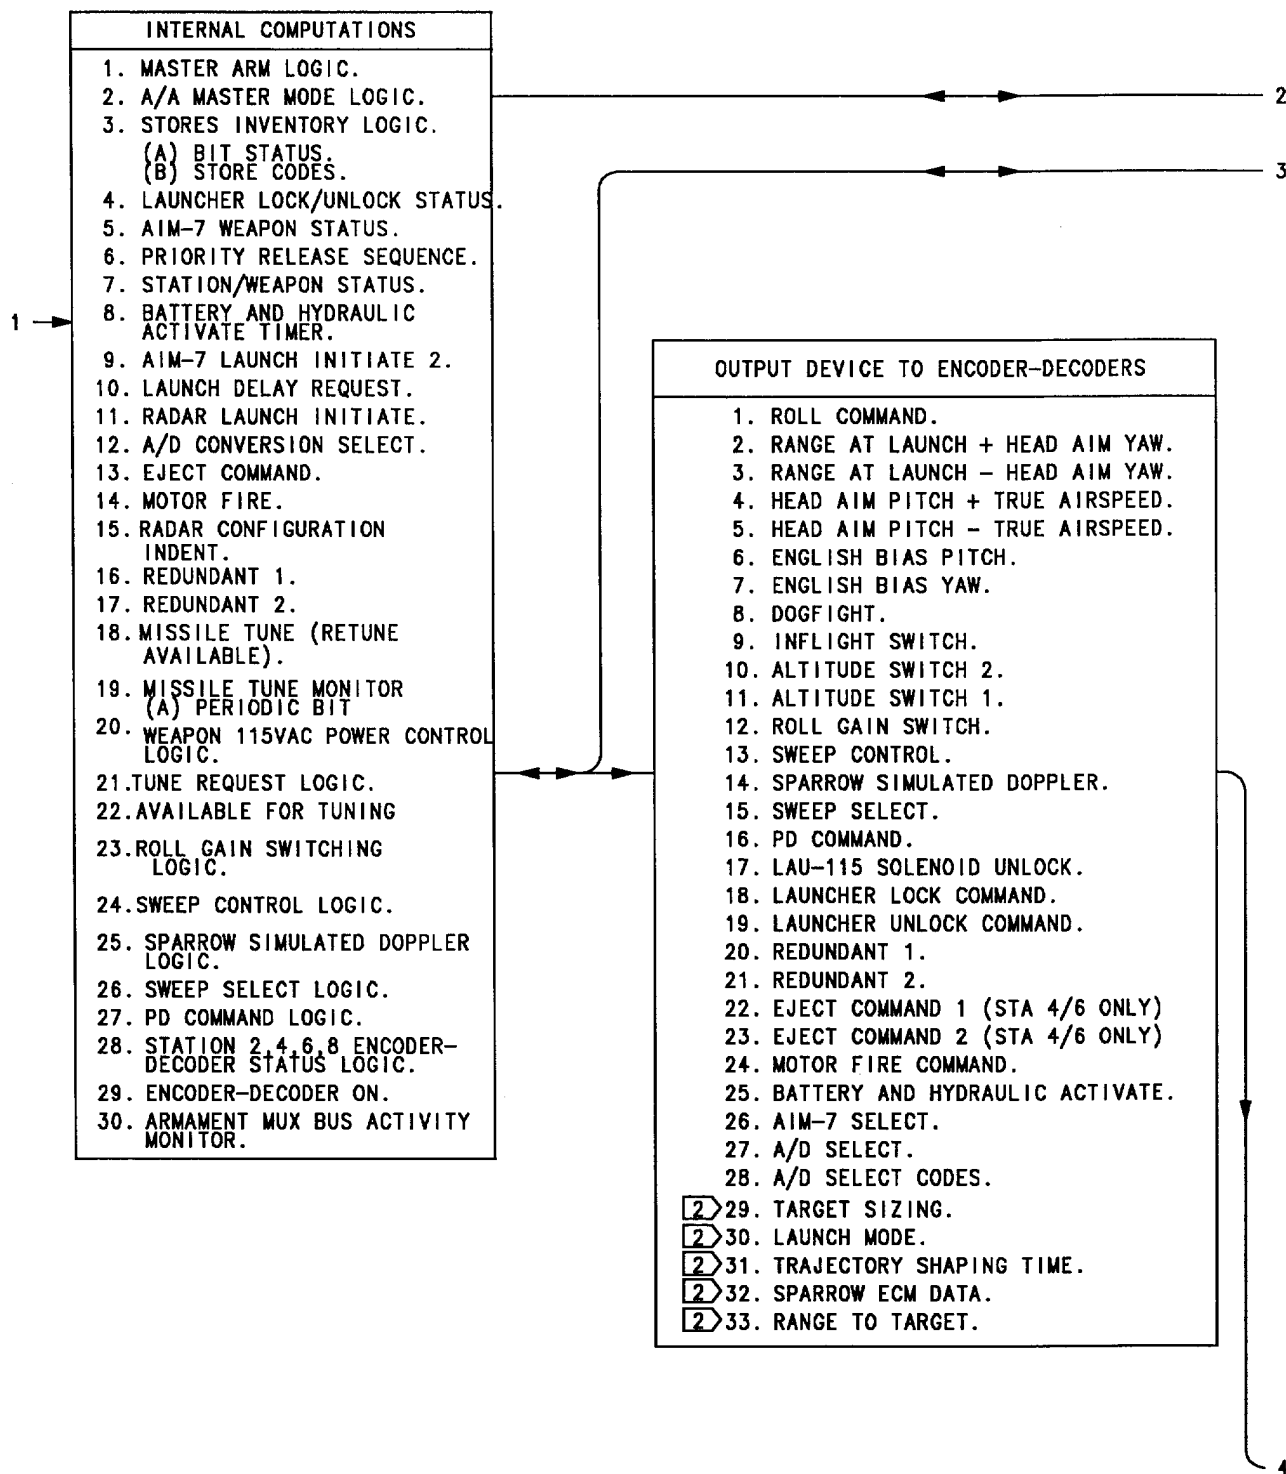 INTERNAL COMPUTATIONS
1. MASTER ARM LOGIC.
2. A/A MASTER MODE LOGIC.
3. STORES INVENTORY LOGIC.
(A) BIT STATUS.
(B) STORE CODES.
4. LAUNCHER LOCK/UNLOCK STATUS.
5. AIM-7 WEAPON STATUS.
6. PRIORITY RELEASE SEQUENCE.
7. STATION/WEAPON STATUS.
8. BATTERY AND HYDRAULIC
ACTIVATE TIMER.
9. AIM-7 LAUNCH INITIATE 2.
10. LAUNCH DELAY REQUEST.
11. RADAR LAUNCH INITIATE.
12. A/D CONVERSION SELECT.
13. EJECT COMMAND.
14. MOTOR FIRE.
15. RADAR CONFIGURATION
INDENT.
16. REDUNDANT 1.
17. REDUNDANT 2.
18. MISSILE TUNE (RETUNE
AVAILABLE).
19. MISSILE TUNE MONITOR
(A) PERIODIC BIT
20. WEAPON 115VAC POWER CONTROL
LOGIC.
21.TUNE REQUEST LOGIC.
22.AVAILABLE FOR TUNING
23.ROLL GAIN SWITCHING
LOGIC.
24.SWEEP CONTROL LOGIC.
25. SPARROW SIMULATED DOPPLER
LOGIC.
26. SWEEP SELECT LOGIC.
27. PD COMMAND LOGIC.
28. STATION 2,4,6,8 ENCODER-
DECODER STATUS LOGIC.
29. ENCODER-DECODER ON.
30. ARMAMENT MUX BUS ACTIVITY
MONITOR.
1
2
3
OUTPUT DEVICE TO ENCODER-DECODERS
1. ROLL COMMAND.
2. RANGE AT LAUNCH + HEAD AIM YAW.
3. RANGE AT LAUNCH - HEAD AIM YAW.
4. HEAD AIM PITCH + TRUE AIRSPEED.
5. HEAD AIM PITCH - TRUE AIRSPEED.
6. ENGLISH BIAS PITCH.
7. ENGLISH BIAS YAW.
8. DOGFIGHT.
9. INFLIGHT SWITCH.
10. ALTITUDE SWITCH 2.
11. ALTITUDE SWITCH 1.
12. ROLL GAIN SWITCH.
13. SWEEP CONTROL.
14. SPARROW SIMULATED DOPPLER.
15. SWEEP SELECT.
16. PD COMMAND.
17. LAU-115 SOLENOID UNLOCK.
18. LAUNCHER LOCK COMMAND.
19. LAUNCHER UNLOCK COMMAND.
20. REDUNDANT 1.
21. REDUNDANT 2.
22. EJECT COMMAND 1 (STA 4/6 ONLY)
23. EJECT COMMAND 2 (STA 4/6 ONLY)
24. MOTOR FIRE COMMAND.
25. BATTERY AND HYDRAULIC ACTIVATE.
26. AIM-7 SELECT.
27. A/D SELECT.
28. A/D SELECT CODES.
2 29. TARGET SIZING.
2 30. LAUNCH MODE.
2 31. TRAJECTORY SHAPING TIME.
2 32. SPARROW ECM DATA.
2 33. RANGE TO TARGET.
4